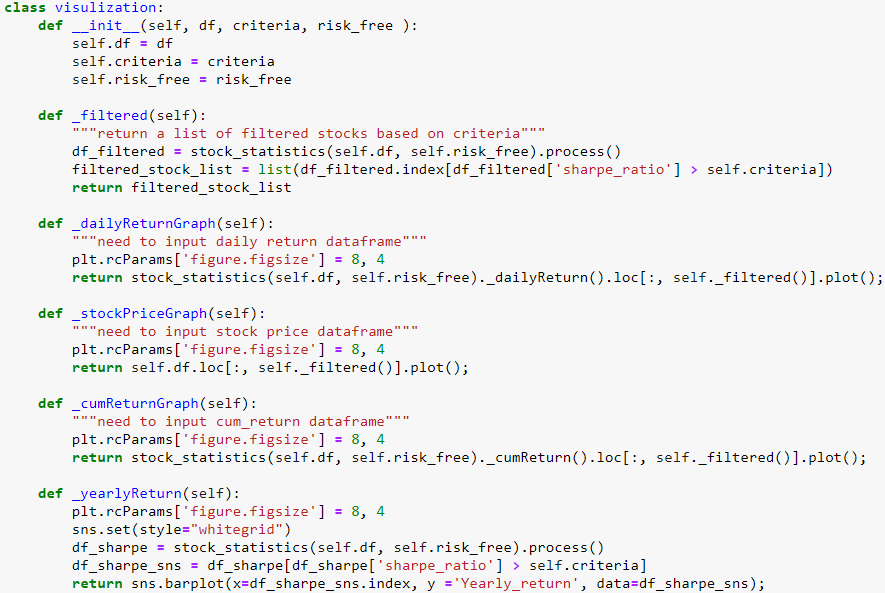 class visulization:
    def __init__(self, df, criteria, risk_free ):
        self.df = df
        self.criteria = criteria
        self.risk_free = risk_free

    def _filtered(self):
        """return a list of filtered stocks based on criteria"""
        df_filtered = stock_statistics(self.df, self.risk_free).process()
        filtered_stock_list = list(df_filtered.index[df_filtered['sharpe_ratio'] > self.criteria])
        return filtered_stock_list

    def _dailyReturnGraph(self):
        """need to input daily return dataframe"""
        plt.rcParams['figure.figsize'] = 8, 4
        return stock_statistics(self.df, self.risk_free)._dailyReturn().loc[:, self._filtered()].plot();

    def _stockPriceGraph(self):
        """need to input stock price dataframe"""
        plt.rcParams['figure.figsize'] = 8, 4
        return self.df.loc[:, self._filtered()].plot();

    def _cumReturnGraph(self):
        """need to input cum_return dataframe"""
        plt.rcParams['figure.figsize'] = 8, 4
        return stock_statistics(self.df, self.risk_free)._cumReturn().loc[:, self._filtered()].plot();

    def _yearlyReturn(self):
        plt.rcParams['figure.figsize'] = 8, 4
        sns.set(style="whitegrid")
        df_sharpe = stock_statistics(self.df, self.risk_free).process()
        df_sharpe_sns = df_sharpe[df_sharpe['sharpe_ratio'] > self.criteria]
        return sns.barplot(x=df_sharpe_sns.index, y ='Yearly_return', data=df_sharpe_sns);